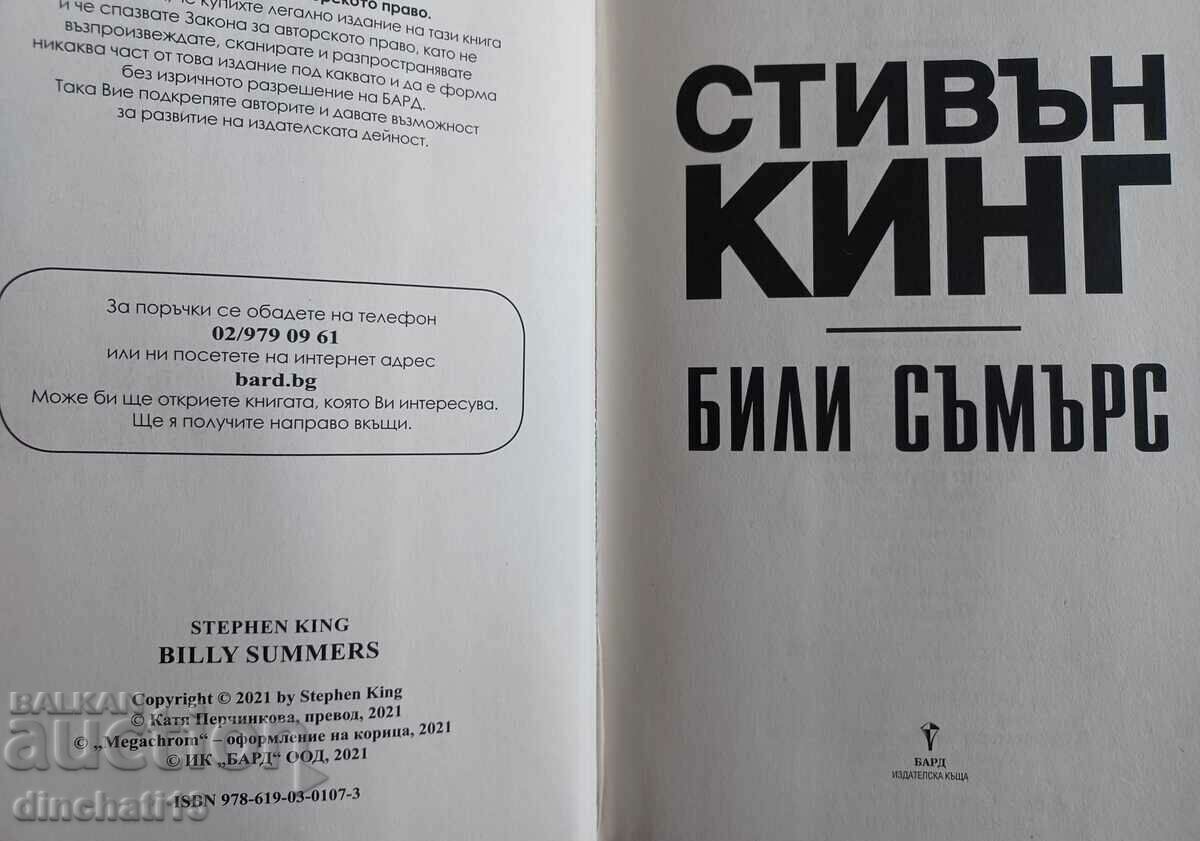 рското право.
че купихте легално издание на тази книга
и че спазвате Закона за авторското право, като не
възпроизвеждате, сканирате и разпространявате
никаква част от това издание под каквато и да е форма
без изричното разрешение на БАРД.
Така Вие подкрепяте авторите и давате възможност
за развитие на издателската дейност.
За поръчки се обадете на телефон
02/979 09 61
или ни посетете на интернет адрес
bard.bg
Може би ще откриете книгата, която Ви интересува.
Ще я получите направо вкъщи.
STEPHEN KING
BILLY SUMMERS
Copyright © 2021 by Stephen King
© Катя Перчинкова, превод, 2021
© „Megachrom“ – оформление на корица, 2021
© ИК „БАРД“ ООД, 2021
ISBN 978-619-03-0107-3
BALKAN
auction
dinchati13
СТИВЪН
КИНГ
БИЛИ СЪМЪРС
БАРД
ИЗДАТЕЛСКА КЪЩА